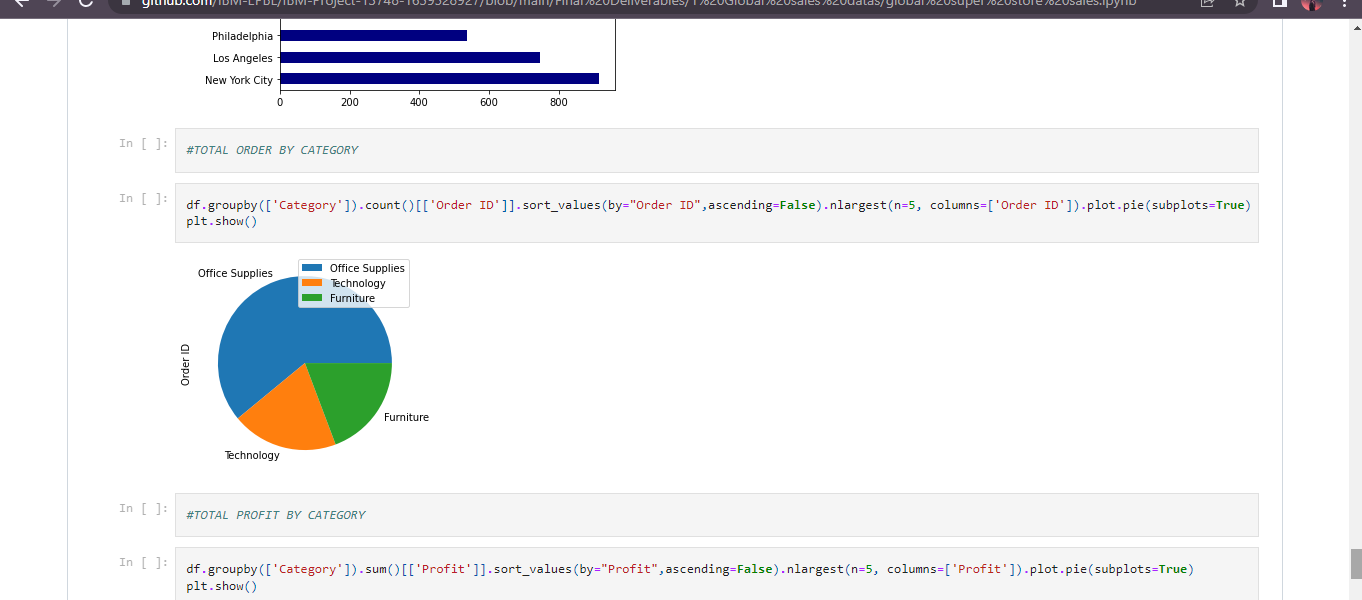 github.com/IBM-EPBL/IBM-Project-13748-1659528927/blob/main/Final%20Deliverables/1%20Global%20sales%20datas/global%20super%20store%20sales.ipynb
Philadelphia
Los Angeles
New York City
0 200 400 600 800
In [ ]:
#TOTAL ORDER BY CATEGORY
In [ ]:
df.groupby(['Category']).count()[['Order ID']].sort_values(by="Order ID",ascending=False).nlargest(n=5, columns=['Order ID']).plot.pie(subplots=True)
plt.show()
Office Supplies
Office Supplies
Technology
Furniture
Order ID
Furniture
Technology
In [ ]:
#TOTAL PROFIT BY CATEGORY
In [ ]:
df.groupby(['Category']).sum()[['Profit']].sort_values(by="Profit",ascending=False).nlargest(n=5, columns=['Profit']).plot.pie(subplots=True)
plt.show()